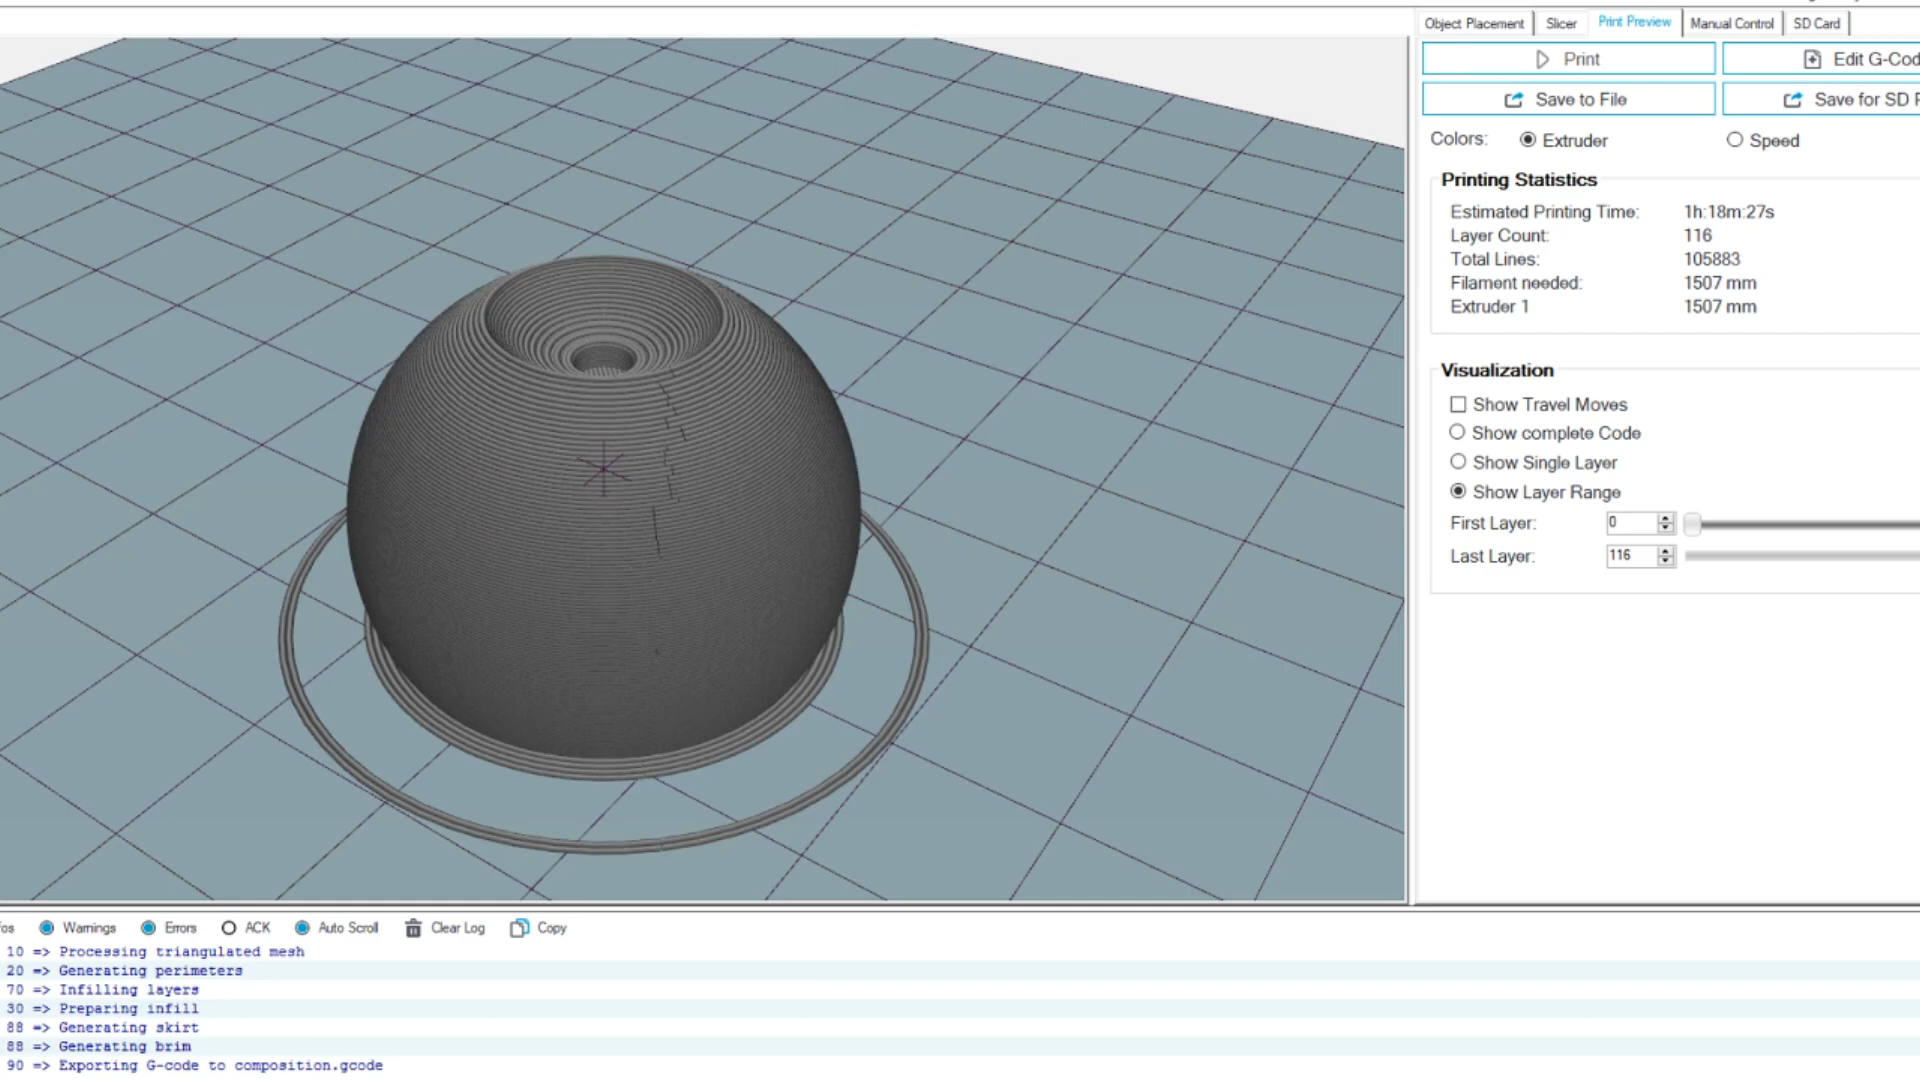 Object Placement Slicer Print Preview Manual Control SD Card
Print Edit G-Cod
Save to File Save for SD
Colors: Extruder Speed
Printing Statistics
Estimated Printing Time: 1h:18m:27s
Layer Count: 116
Total Lines: 105883
Filament needed: 1507 mm
Extruder 1 1507 mm
Visualization
Show Travel Moves
Show complete Code
Show Single Layer
Show Layer Range
First Layer: 0
Last Layer: 116
fos Warnings Errors ACK Auto Scroll Clear Log Copy
10 => Processing triangulated mesh
20 => Generating perimeters
70 => Infilling layers
30 => Preparing infill
88 => Generating skirt
88 => Generating brim
90 => Exporting G-code to composition.gcode